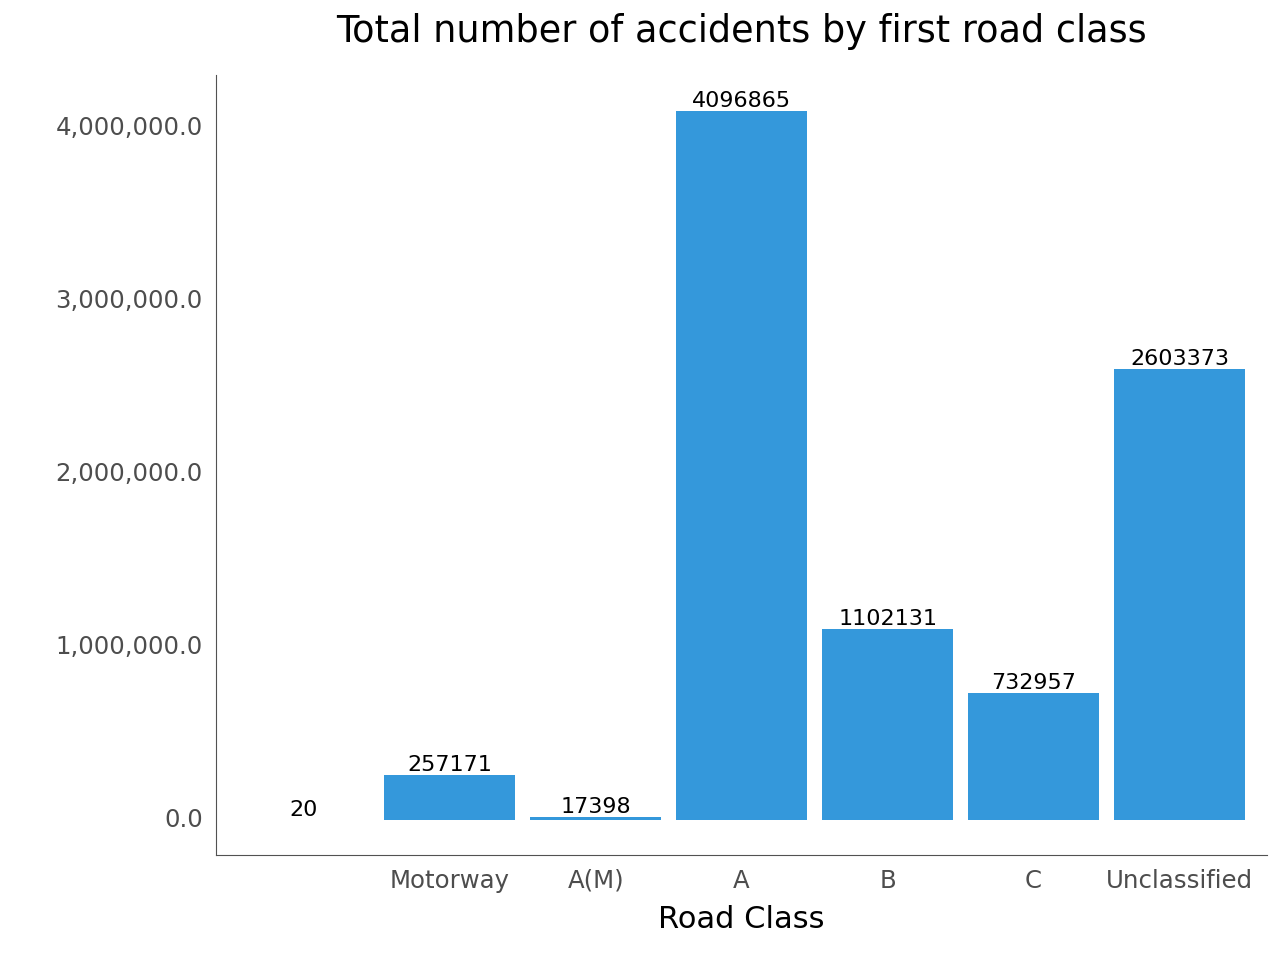 Total number of accidents by first road class
4096865
4,000,000.0
3,000,000.0
2603373
2,000,000.0
1102131
1,000,000.0
732957
257171
20
17398
0.0
Motorway
A(M)
A
B
C
Unclassified
Road Class